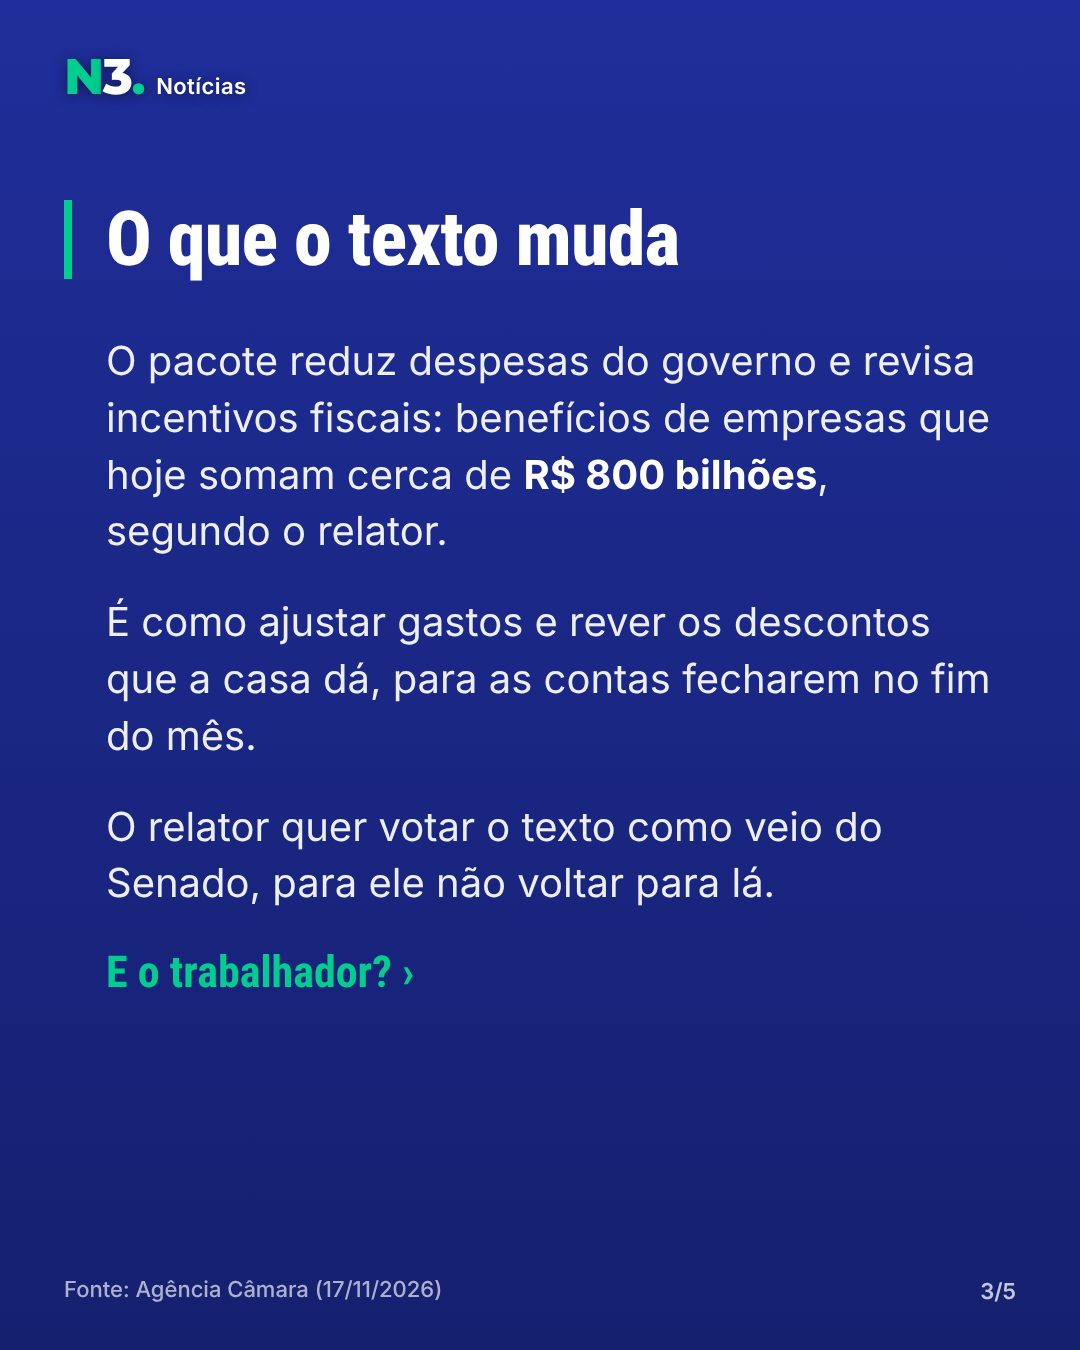 N3. Notícias
O que o texto muda
O pacote reduz despesas do governo e revisa
incentivos fiscais: benefícios de empresas que
hoje somam cerca de R$ 800 bilhões,
segundo o relator.
É como ajustar gastos e rever os descontos
que a casa dá, para as contas fecharem no fim
do mês.
O relator quer votar o texto como veio do
Senado, para ele não voltar para lá.
E o trabalhador? ›
Fonte: Agência Câmara (17/11/2026)
3/5